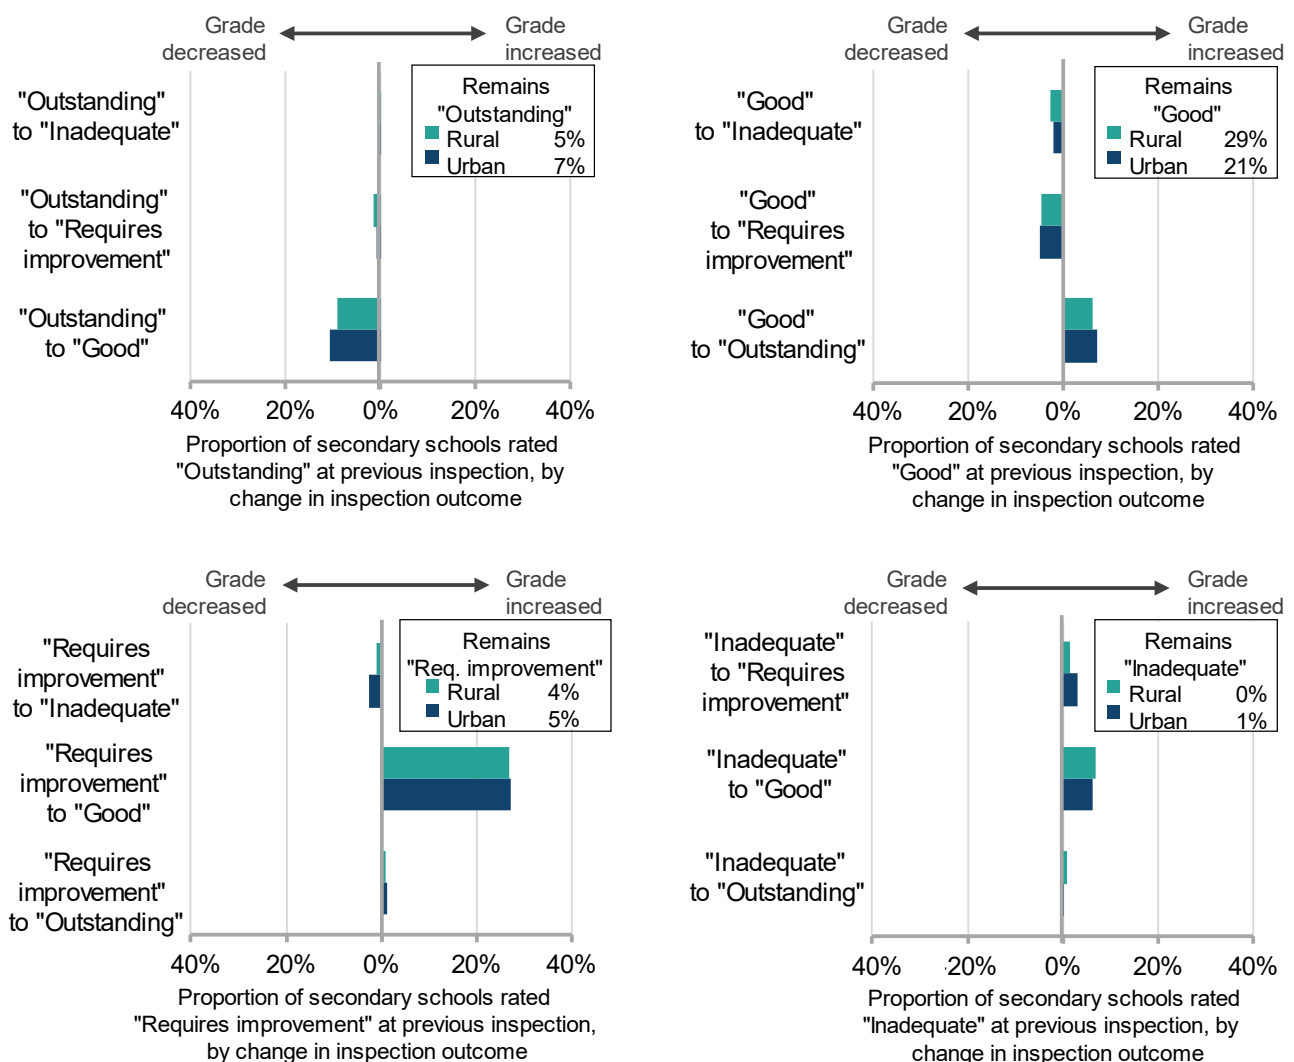 Grade
decreased
Grade
increased
"Outstanding"
to "Inadequate"
"Outstanding"
to "Requires
improvement"
"Outstanding"
to "Good"
Remains
"Outstanding"
Rural 5%
Urban 7%
40% 20% 0% 20% 40%
Proportion of secondary schools rated
"Outstanding" at previous inspection, by
change in inspection outcome
Grade
decreased
Grade
increased
"Good"
to "Inadequate"
"Good"
to "Requires
improvement"
"Good"
to "Outstanding"
Remains
"Good"
Rural 29%
Urban 21%
40% 20% 0% 20% 40%
Proportion of secondary schools rated
"Good" at previous inspection, by
change in inspection outcome
Grade
decreased
Grade
increased
"Requires
improvement"
to "Inadequate"
"Requires
improvement"
to "Good"
"Requires
improvement"
to "Outstanding"
Remains
"Req. improvement"
Rural 4%
Urban 5%
40% 20% 0% 20% 40%
Proportion of secondary schools rated
"Requires improvement" at previous inspection,
by change in inspection outcome
Grade
decreased
Grade
increased
"Inadequate"
to "Requires
improvement"
"Inadequate"
to "Good"
"Inadequate"
to "Outstanding"
Remains
"Inadequate"
Rural 0%
Urban 1%
40% -20% 0% 20% 40%
Proportion of secondary schools rated
"Inadequate" at previous inspection, by
change in inspection outcome